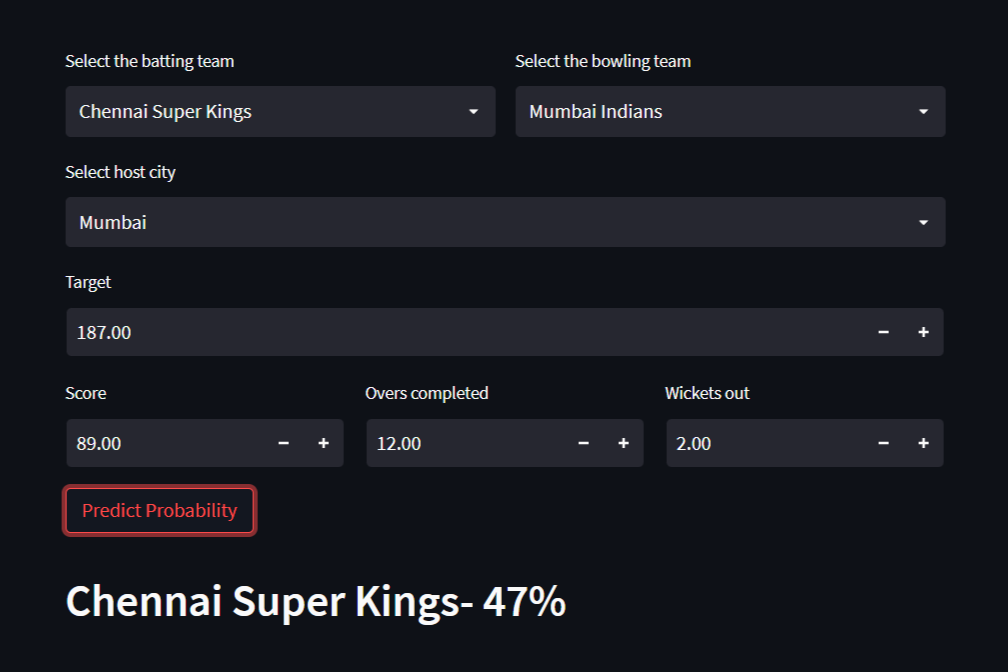 Select the batting team
Select the bowling team
Chennai Super Kings
Mumbai Indians
Select host city
Mumbai
Target
187.00 − +
Score
Overs completed
Wickets out
89.00 − +
12.00 − +
2.00 − +
Predict Probability
Chennai Super Kings- 47%